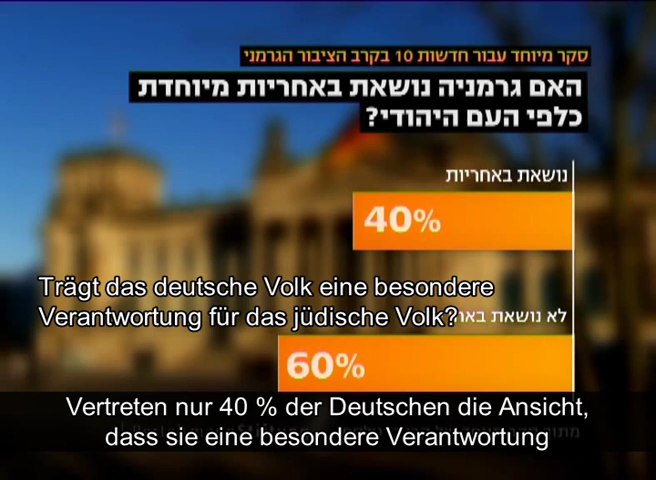 סקר מיוחד עבור חדשות 10 בקרב הציבור הגרמני
האם גרמניה נושאת באחריות מיוחדת
כלפי העם היהודי?
נושאת באחריות
40%
Trägt das deutsche Volk eine besondere
Verantwortung für das jüdische Volk?
לא נושאת
60%
Vertreten nur 40 % der Deutschen die Ansicht,
dass sie eine besondere Verantwortung